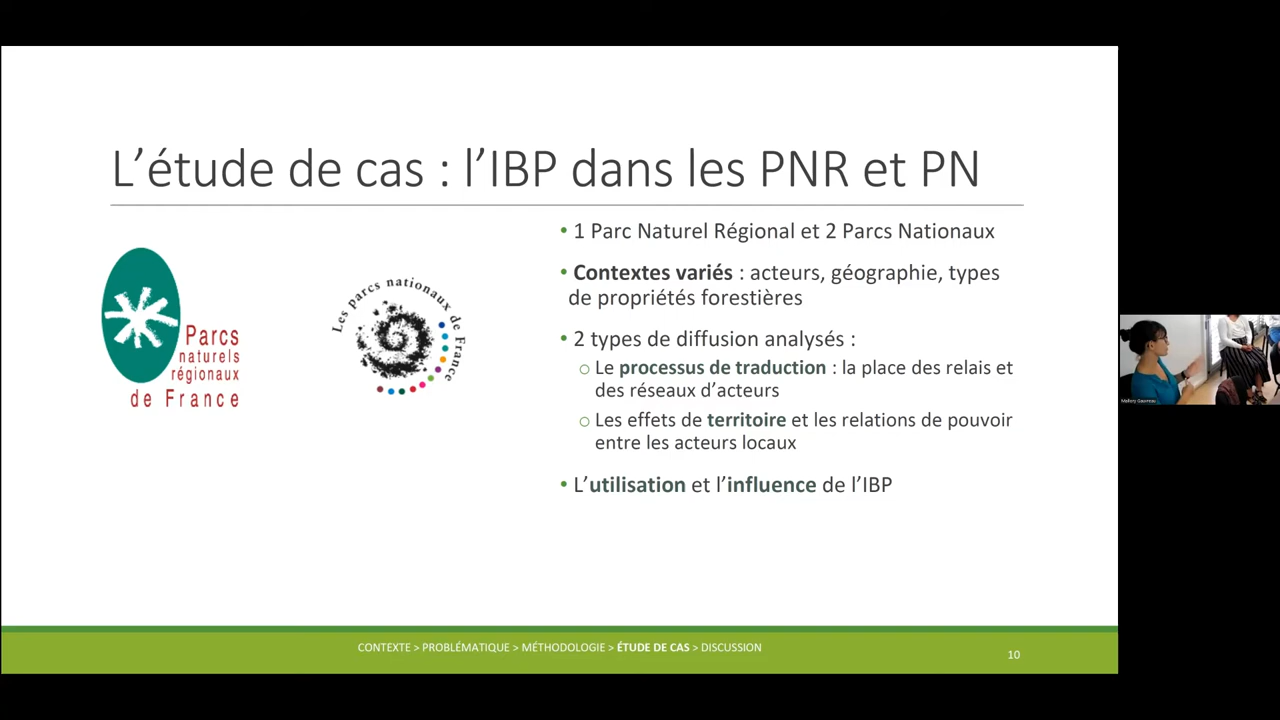 L'étude de cas : l'IBP dans les PNR et PN
Parcs
naturels
régionaux
de France
Les parcs nationaux de France
• 1 Parc Naturel Régional et 2 Parcs Nationaux
• Contextes variés : acteurs, géographie, types
de propriétés forestières
• 2 types de diffusion analysés :
o Le processus de traduction : la place des relais et
des réseaux d'acteurs
o Les effets de territoire et les relations de pouvoir
entre les acteurs locaux
• L'utilisation et l'influence de l'IBP
CONTEXTE > PROBLÉMATIQUE > MÉTHODOLOGIE > ÉTUDE DE CAS > DISCUSSION
10